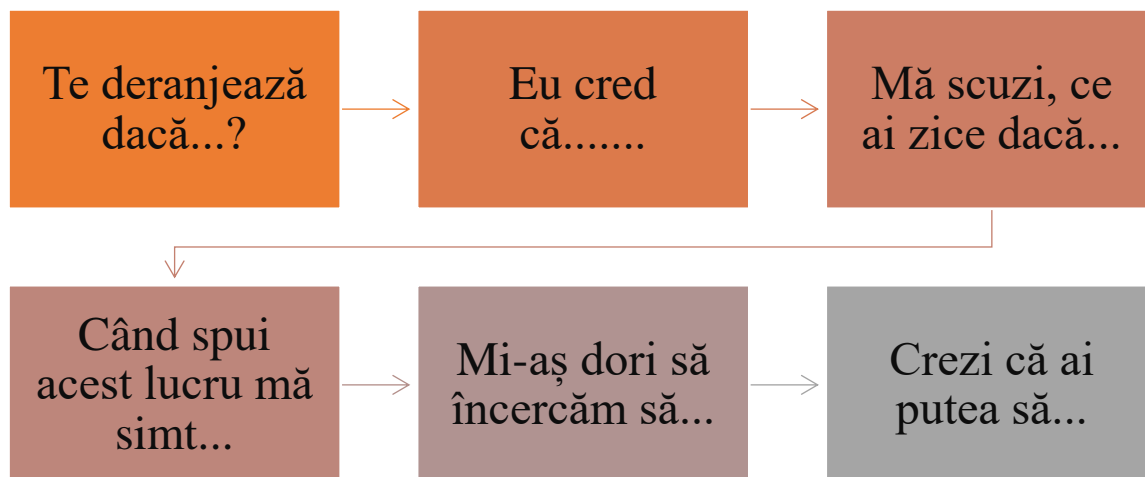 Te deranjează
dacă...?
Eu cred
că.......
Mă scuzi, ce
ai zice dacă...
Când spui
acest lucru mă
simt...
Mi-aș dori să
încercăm să...
Crezi că ai
putea să...